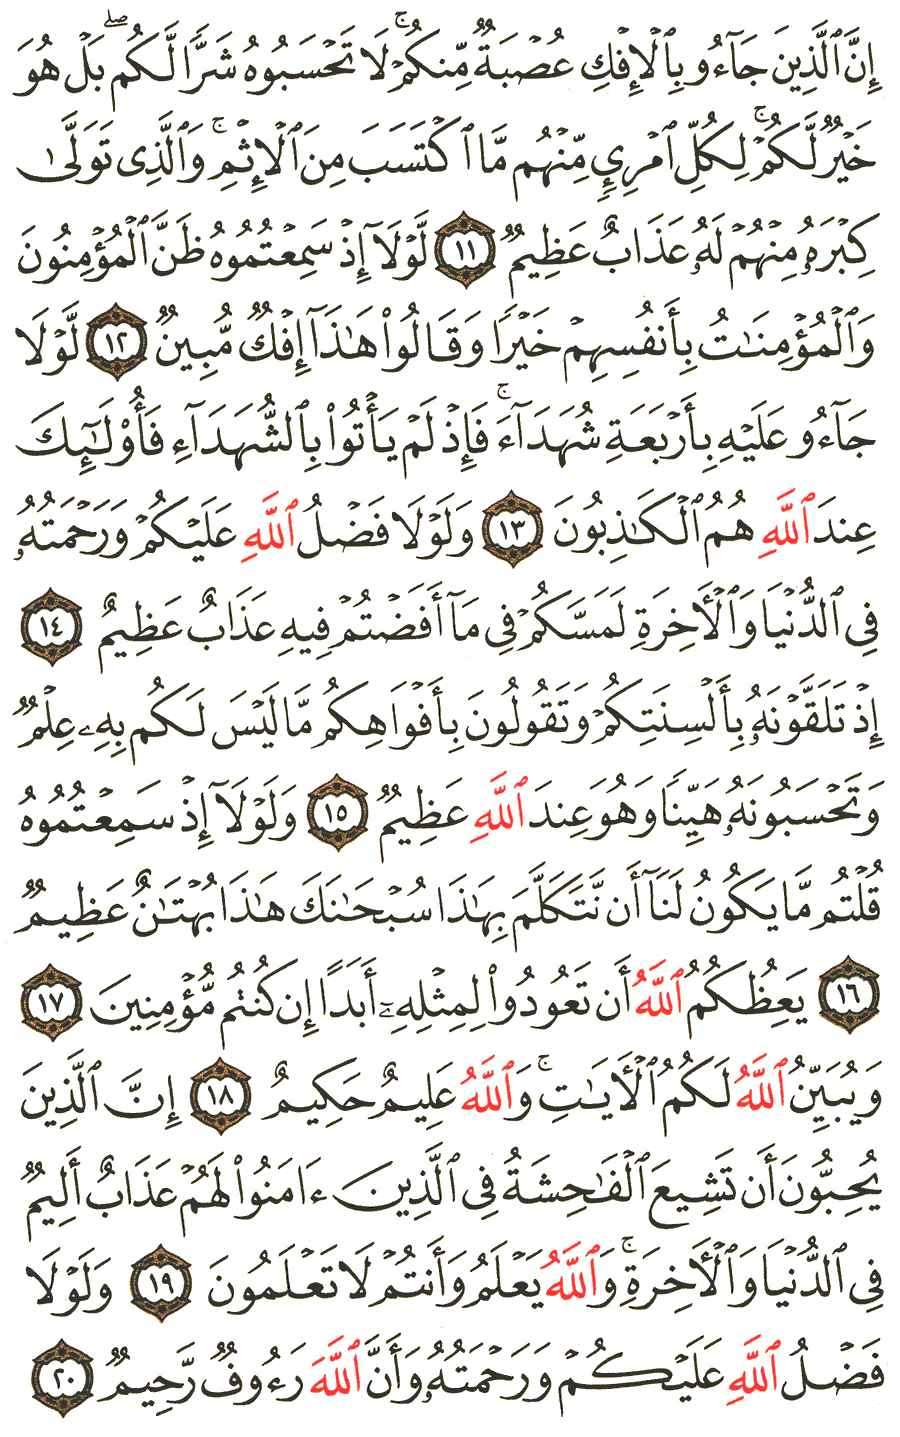 إِنَّ ٱلَّذِينَ جَآءُو بِٱلْإِفْكِ عُصْبَةٌ مِّنكُمْ ۚ لَا تَحْسَبُوهُ شَرًّا لَّكُم ۖ بَلْ هُوَ
خَيْرٌ لَّكُمْ ۚ لِكُلِّ ٱمْرِئٍ مِّنْهُم مَّا ٱكْتَسَبَ مِنَ ٱلْإِثْمِ ۚ وَٱلَّذِى تَوَلَّىٰ
كِبْرَهُۥ مِنْهُمْ لَهُۥ عَذَابٌ عَظِيمٌ ١١ لَّوْلَآ إِذْ سَمِعْتُمُوهُ ظَنَّ ٱلْمُؤْمِنُونَ
وَٱلْمُؤْمِنَـٰتُ بِأَنفُسِهِمْ خَيْرًا وَقَالُوا۟ هَـٰذَآ إِفْكٌ مُّبِينٌ ١٢ لَّوْلَا
جَآءُو عَلَيْهِ بِأَرْبَعَةِ شُهَدَآءَ ۚ فَإِذْ لَمْ يَأْتُوا۟ بِٱلشُّهَدَآءِ فَأُو۟لَـٰٓئِكَ
عِندَ ٱللَّهِ هُمُ ٱلْكَـٰذِبُونَ ١٣ وَلَوْلَا فَضْلُ ٱللَّهِ عَلَيْكُمْ وَرَحْمَتُهُۥ
فِى ٱلدُّنْيَا وَٱلْـَٔاخِرَةِ لَمَسَّكُمْ فِى مَآ أَفَضْتُمْ فِيهِ عَذَابٌ عَظِيمٌ ١٤
إِذْ تَلَقَّوْنَهُۥ بِأَلْسِنَتِكُمْ وَتَقُولُونَ بِأَفْوَاهِكُم مَّا لَيْسَ لَكُم بِهِۦ عِلْمٌ
وَتَحْسَبُونَهُۥ هَيِّنًا وَهُوَ عِندَ ٱللَّهِ عَظِيمٌ ١٥ وَلَوْلَآ إِذْ سَمِعْتُمُوهُ
قُلْتُم مَّا يَكُونُ لَنَآ أَن نَّتَكَلَّمَ بِهَـٰذَا سُبْحَـٰنَكَ هَـٰذَا بُهْتَـٰنٌ عَظِيمٌ
١٦ يَعِظُكُمُ ٱللَّهُ أَن تَعُودُوا۟ لِمِثْلِهِۦٓ أَبَدًا إِن كُنتُم مُّؤْمِنِينَ ١٧
وَيُبَيِّنُ ٱللَّهُ لَكُمُ ٱلْـَٔايَـٰتِ ۚ وَٱللَّهُ عَلِيمٌ حَكِيمٌ ١٨ إِنَّ ٱلَّذِينَ
يُحِبُّونَ أَن تَشِيعَ ٱلْفَـٰحِشَةُ فِى ٱلَّذِينَ ءَامَنُوا۟ لَهُمْ عَذَابٌ أَلِيمٌ
فِى ٱلدُّنْيَا وَٱلْـَٔاخِرَةِ ۚ وَٱللَّهُ يَعْلَمُ وَأَنتُمْ لَا تَعْلَمُونَ ١٩ وَلَوْلَا
فَضْلُ ٱللَّهِ عَلَيْكُمْ وَرَحْمَتُهُۥ وَأَنَّ ٱللَّهَ رَءُوفٌ رَّحِيمٌ ٢٠